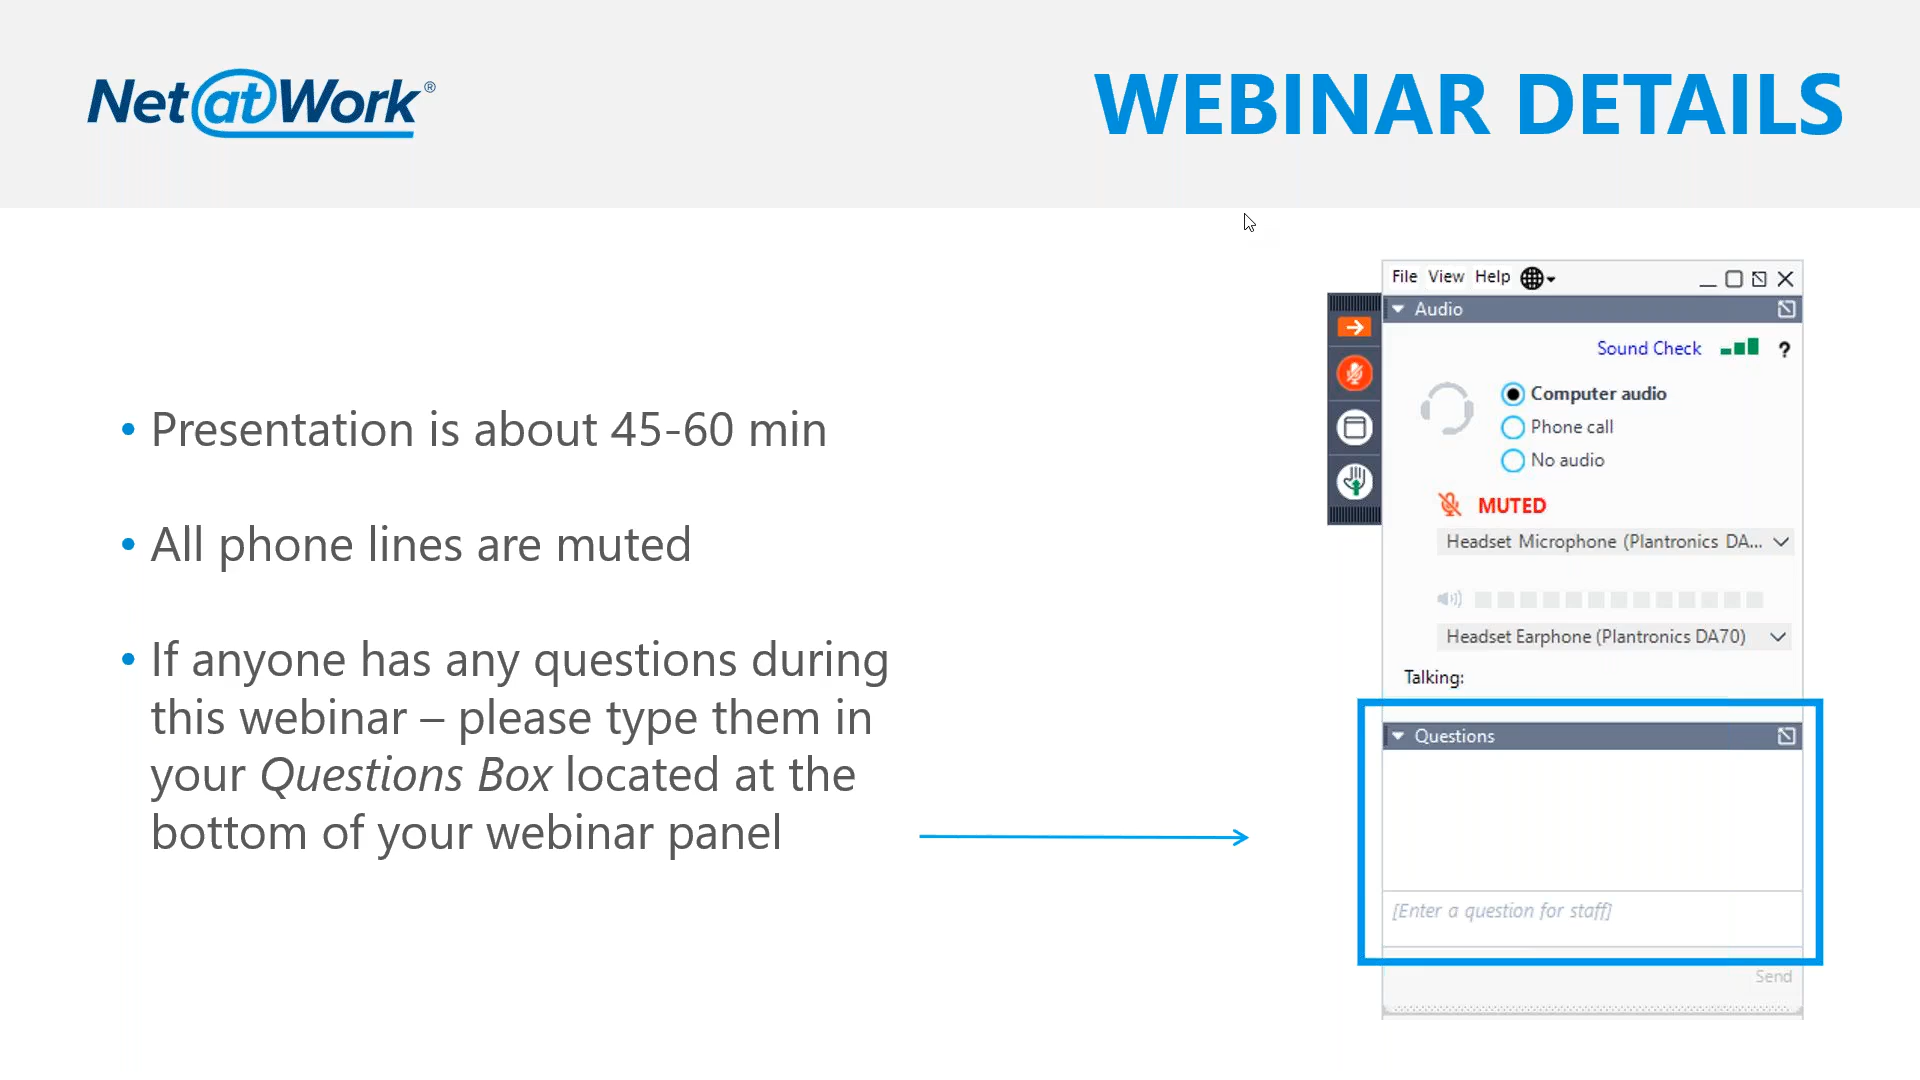 Net at Work®
WEBINAR DETAILS
• Presentation is about 45-60 min
• All phone lines are muted
• If anyone has any questions during
this webinar – please type them in
your Questions Box located at the
bottom of your webinar panel
File View Help
Audio
Sound Check ?
Computer audio
Phone call
No audio
MUTED
Headset Microphone (Plantronics DA...
Headset Earphone (Plantronics DA70)
Talking:
Questions
[Enter a question for staff]
Send